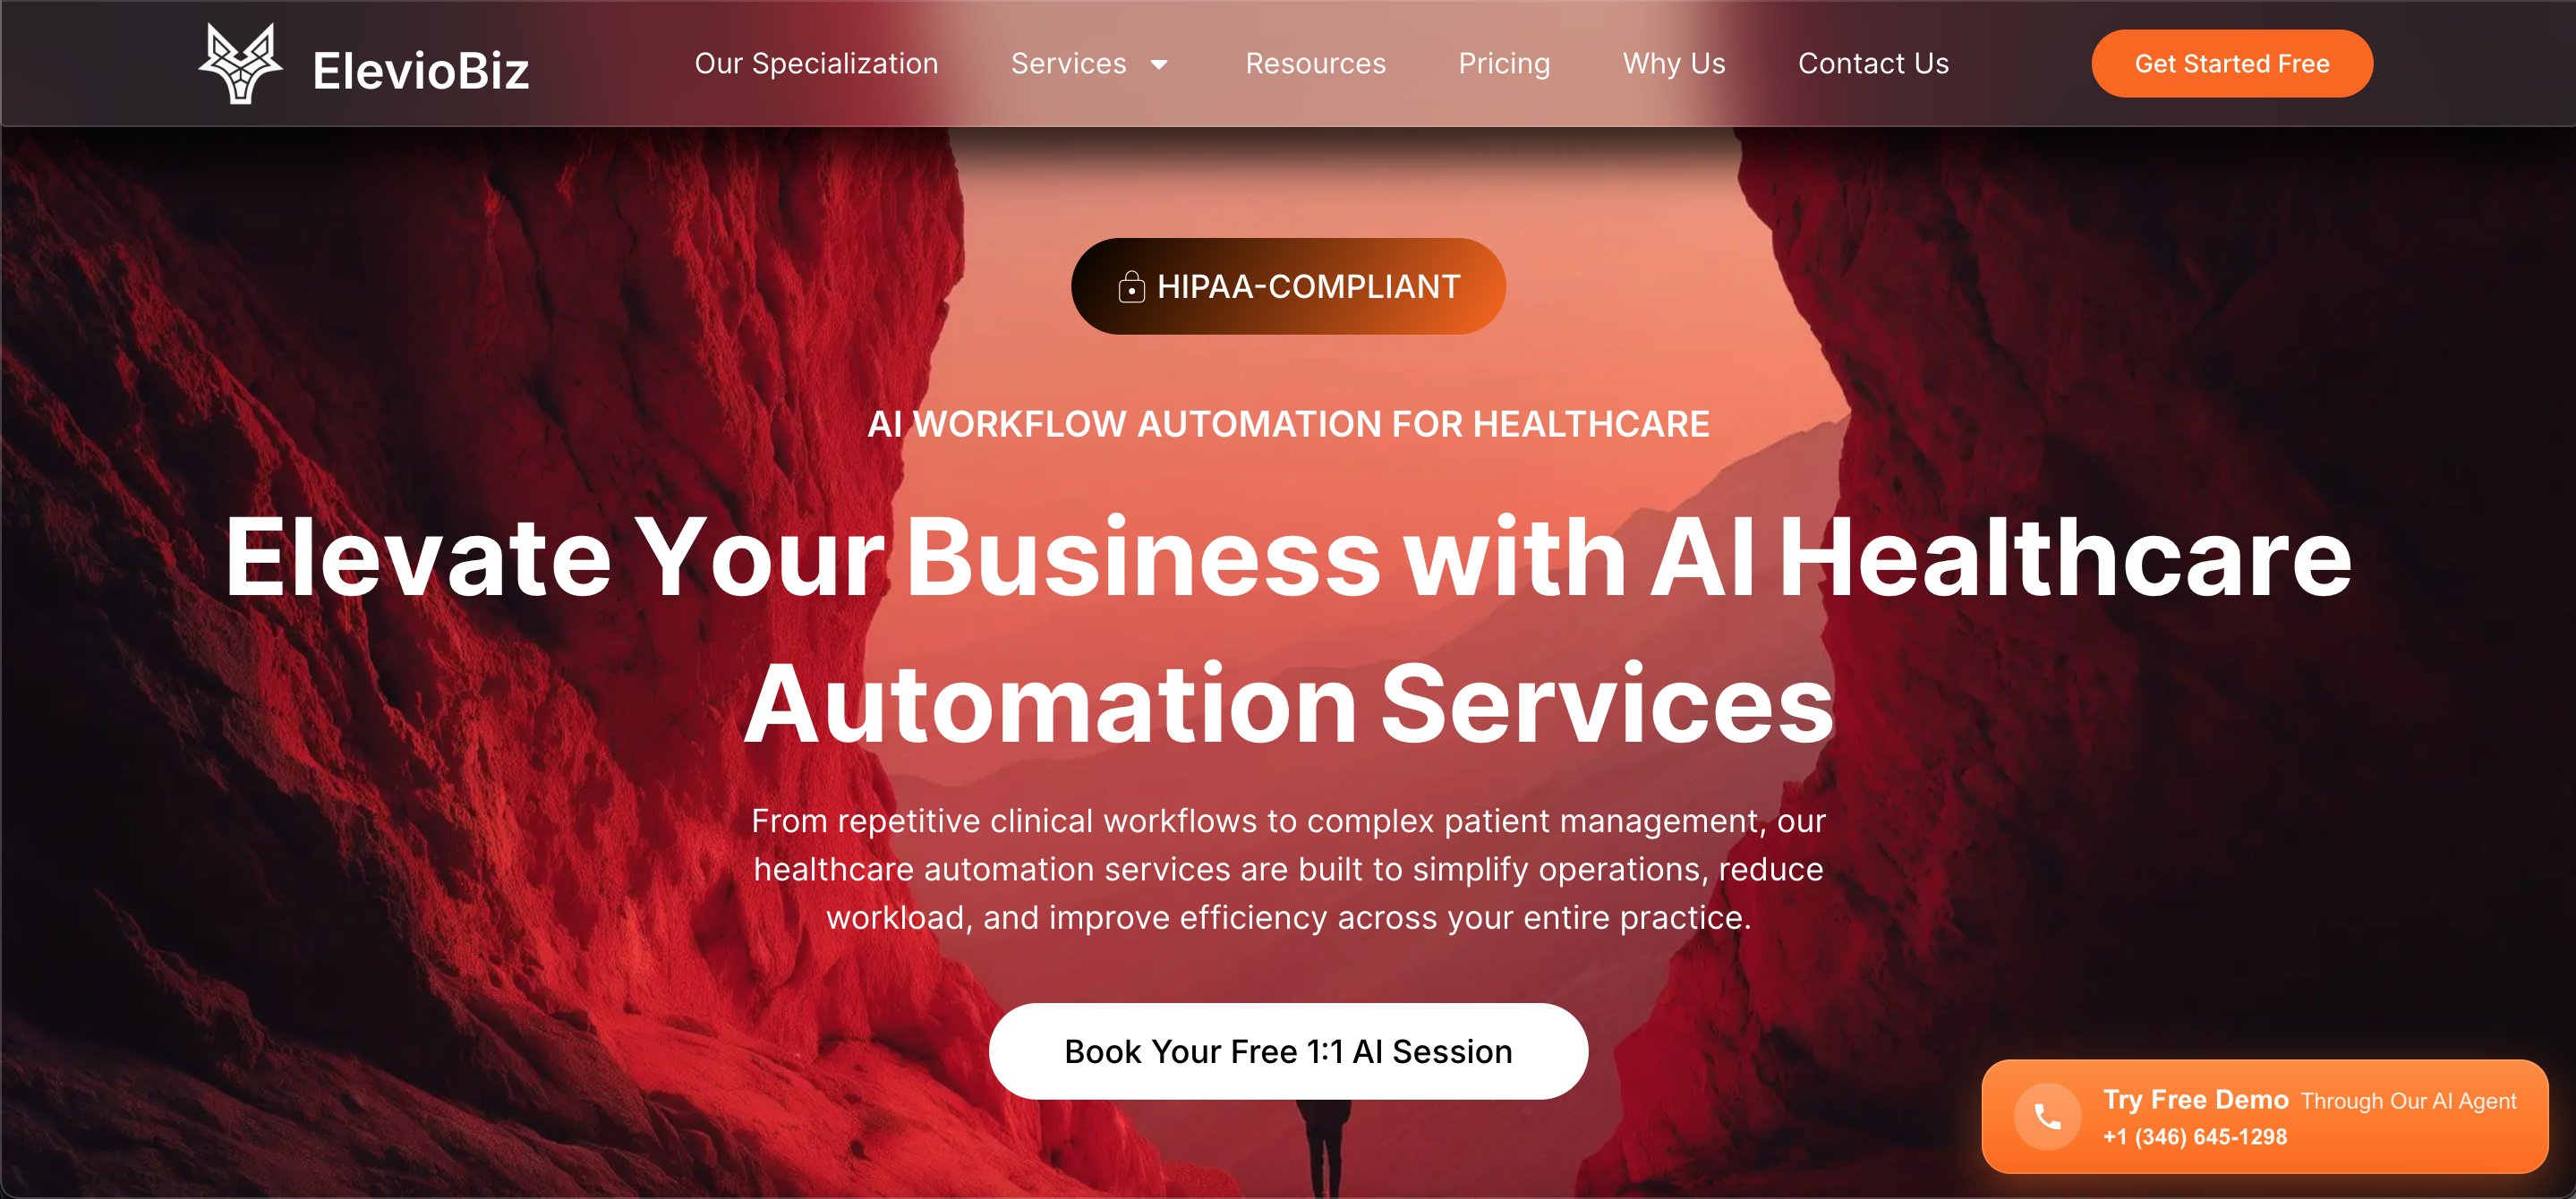 ElevioBiz
Our Specialization
Services
Resources
Pricing
Why Us
Contact Us
Get Started Free
HIPAA-COMPLIANT
AI WORKFLOW AUTOMATION FOR HEALTHCARE
Elevate Your Business with AI Healthcare
Automation Services
From repetitive clinical workflows to complex patient management, our
healthcare automation services are built to simplify operations, reduce
workload, and improve efficiency across your entire practice.
Book Your Free 1:1 AI Session
Try Free Demo Through Our AI Agent
+1 (346) 645-1298